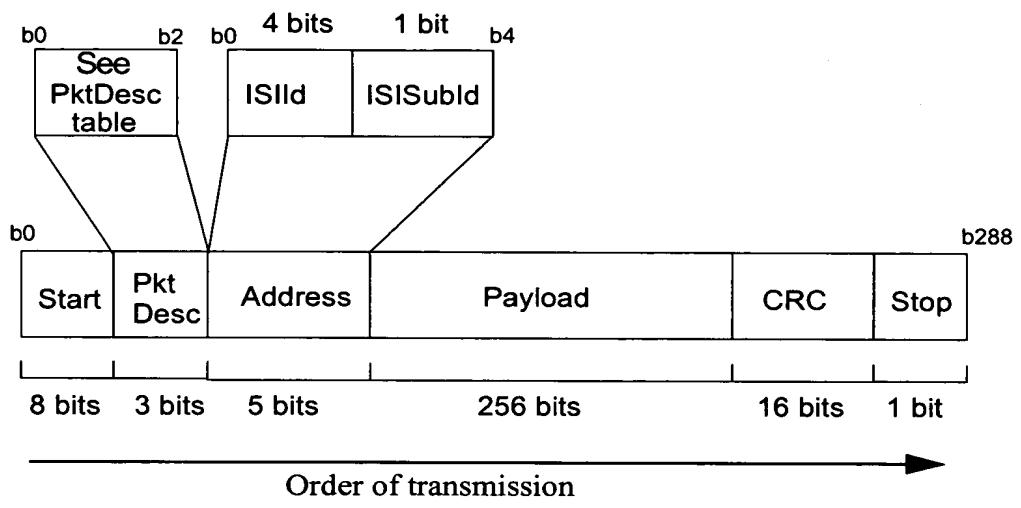 4 bits 1 bit
b0 b2 b0 b4
See
PktDesc
table
ISIId ISISubId
b0 b288
Start Pkt
Desc Address Payload CRC Stop
8 bits 3 bits 5 bits 256 bits 16 bits 1 bit
Order of transmission